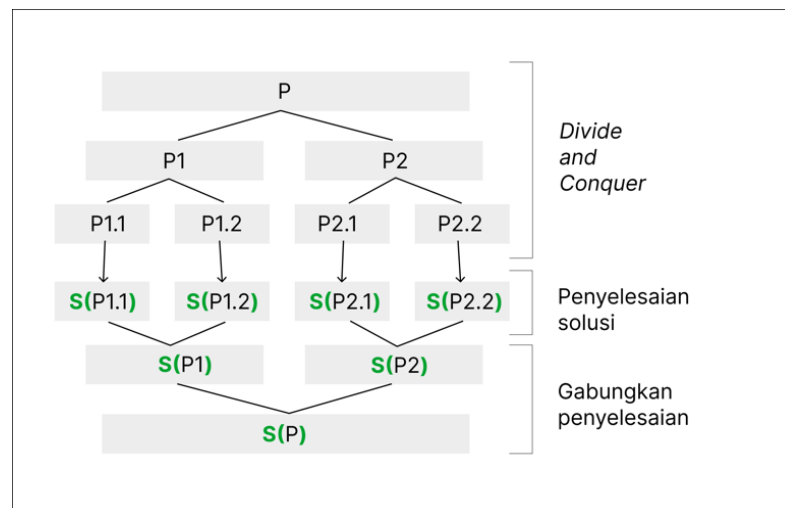 P
Divide
and
Conquer
P1
P2
P1.1
P1.2
P2.1
P2.2
S(P1.1)
S(P1.2)
S(P2.1)
S(P2.2)
Penyelesaian
solusi
S(P1)
S(P2)
Gabungkan
penyelesaian
S(P)